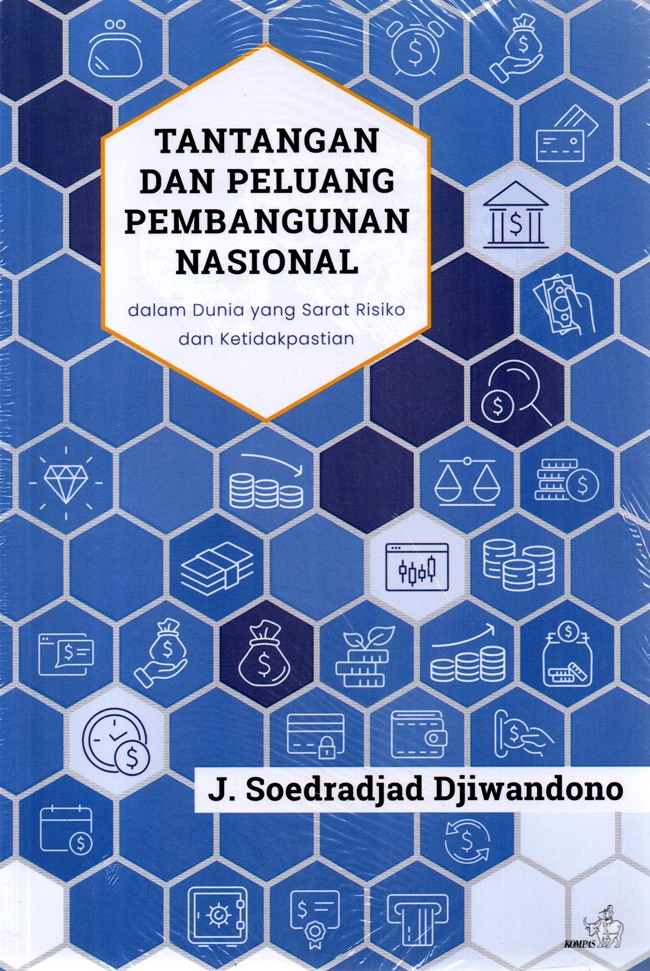 TANTANGAN
DAN PELUANG
PEMBANGUNAN
NASIONAL
dalam Dunia yang Sarat Risiko
dan Ketidakpastian
J. Soedradjad Djiwandono
KOMPAS